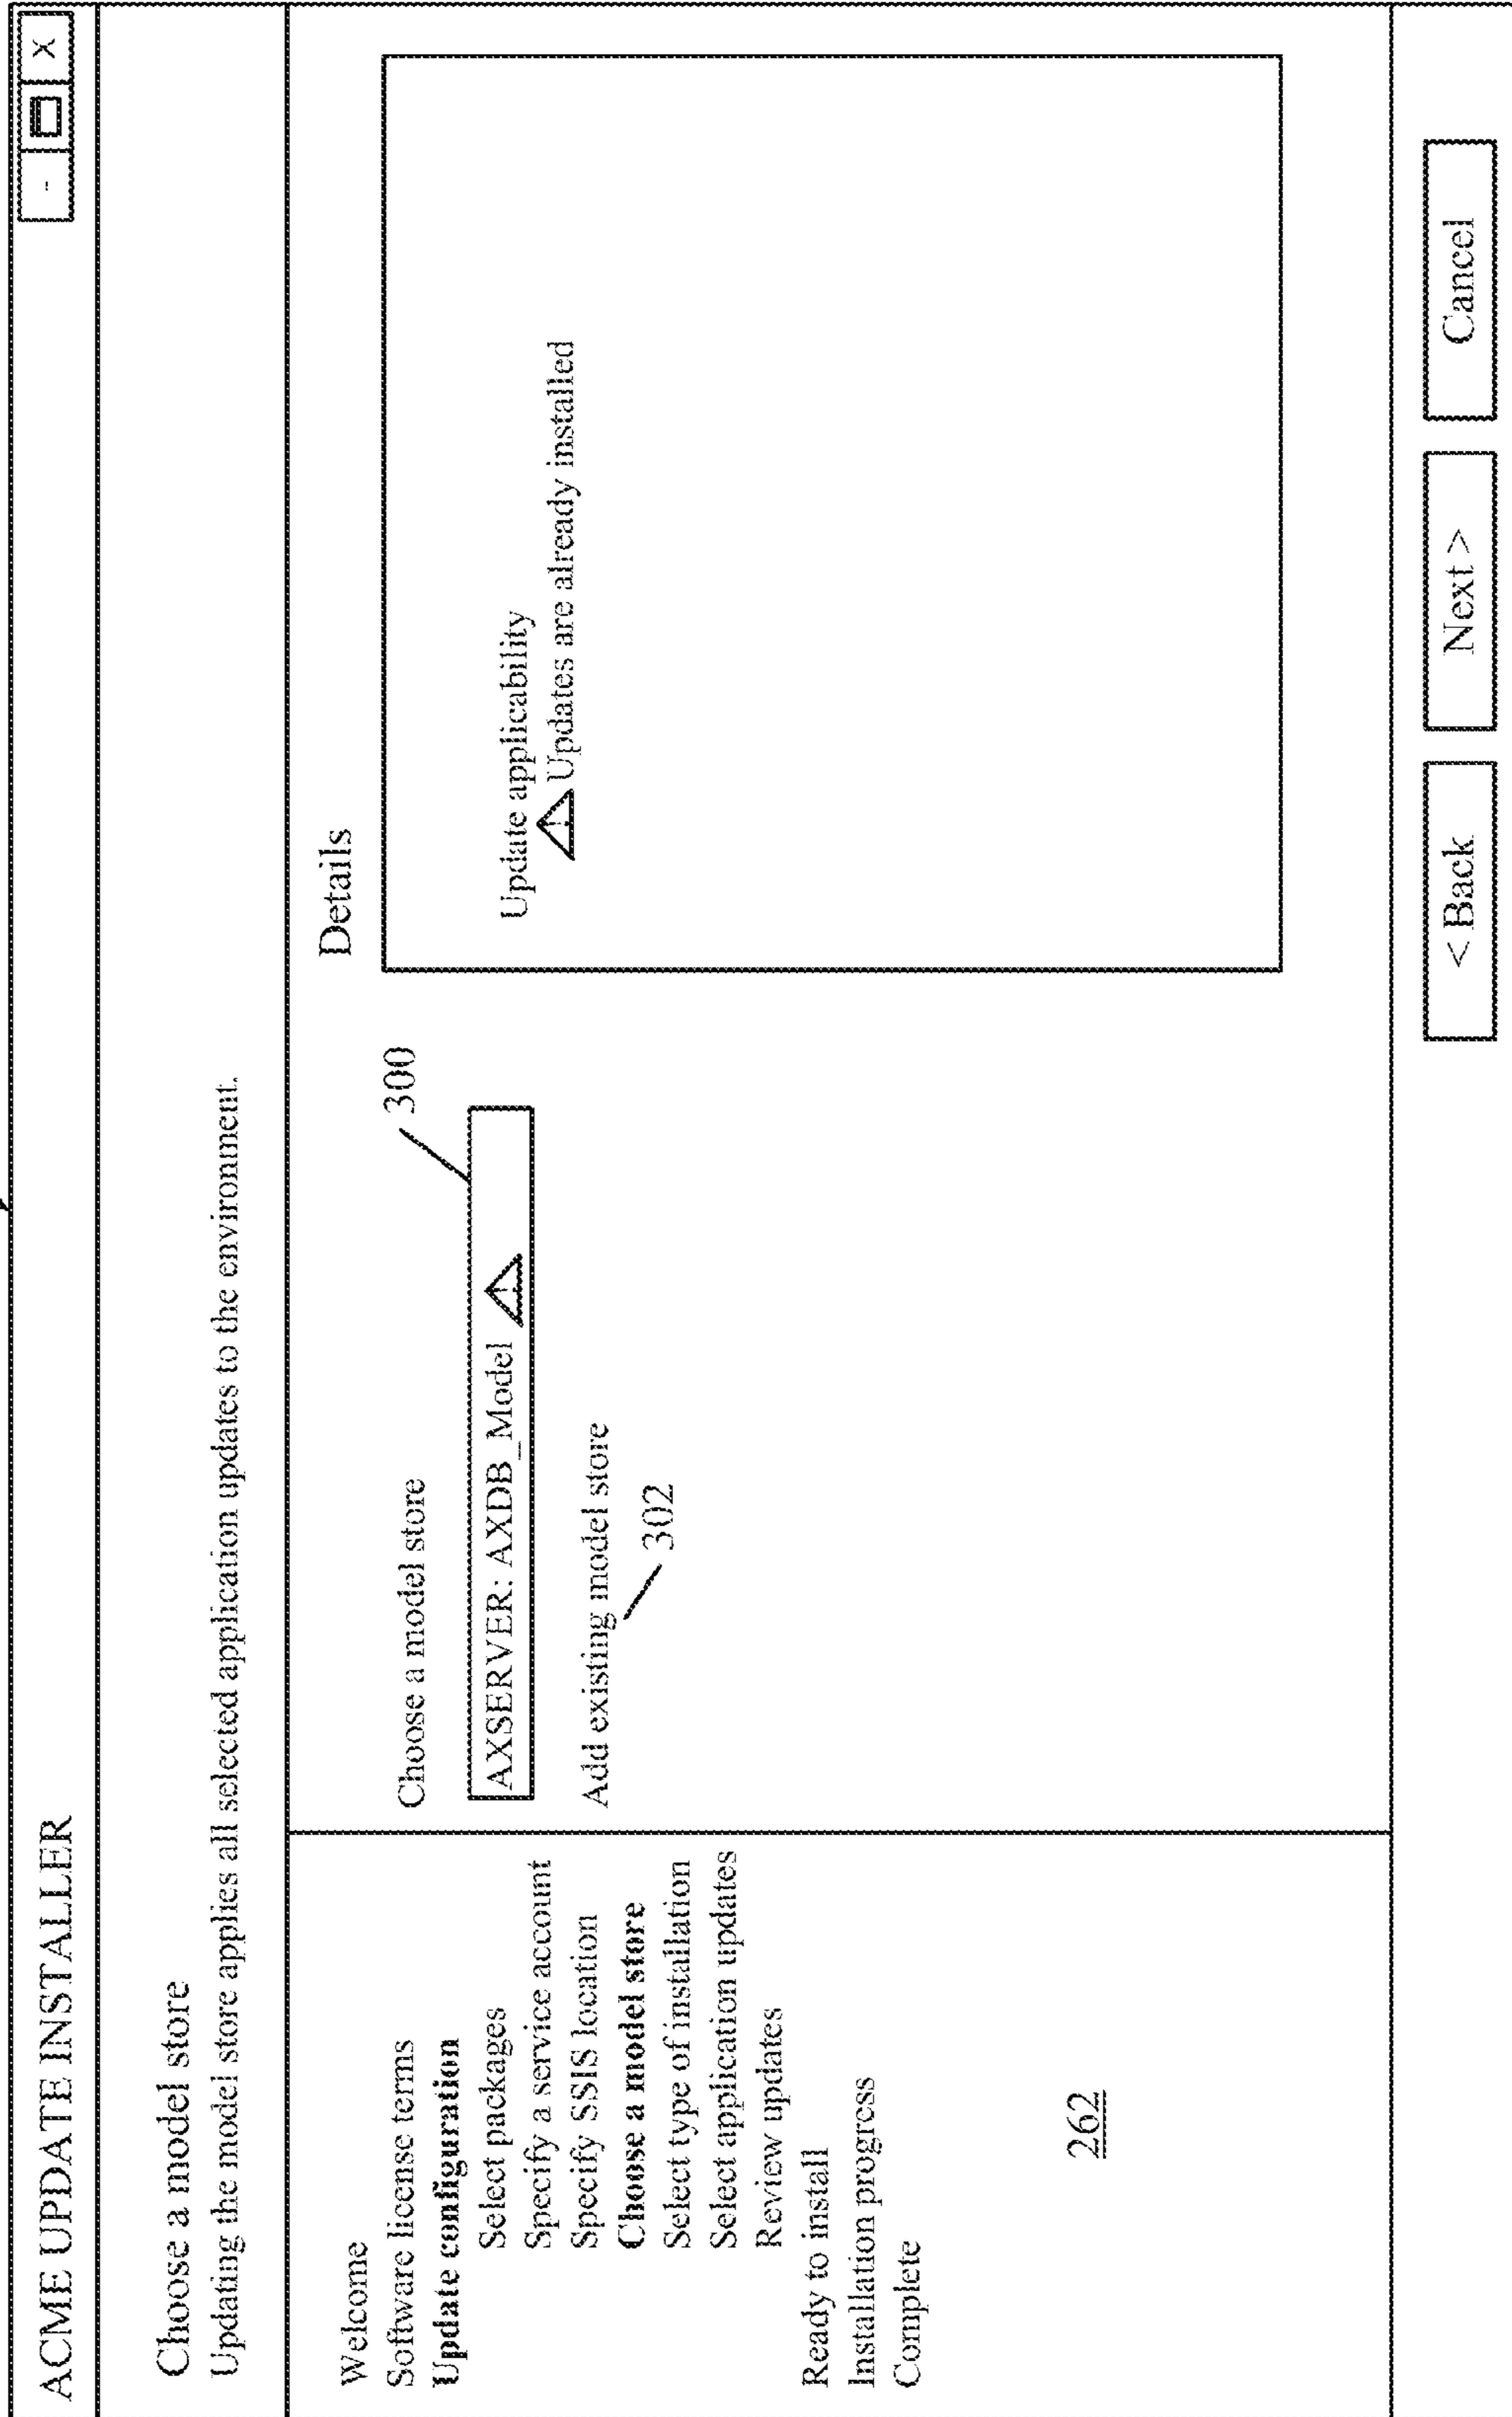 ACME UPDATE INSTALLER
- X
Choose a model store
Updating the model store applies all selected application updates to the environment.
Welcome
Software license terms
Update configuration
Select packages
Specify a service account
Specify SSIS location
Choose a model store
Select type of installation
Select application updates
Review updates
Ready to install
Installation progress
Complete
262
Choose a model store
300
AXSERVER: AXDB_Model
Add existing model store
302
Details
Update applicability
Updates are already installed
< Back
Next >
Cancel